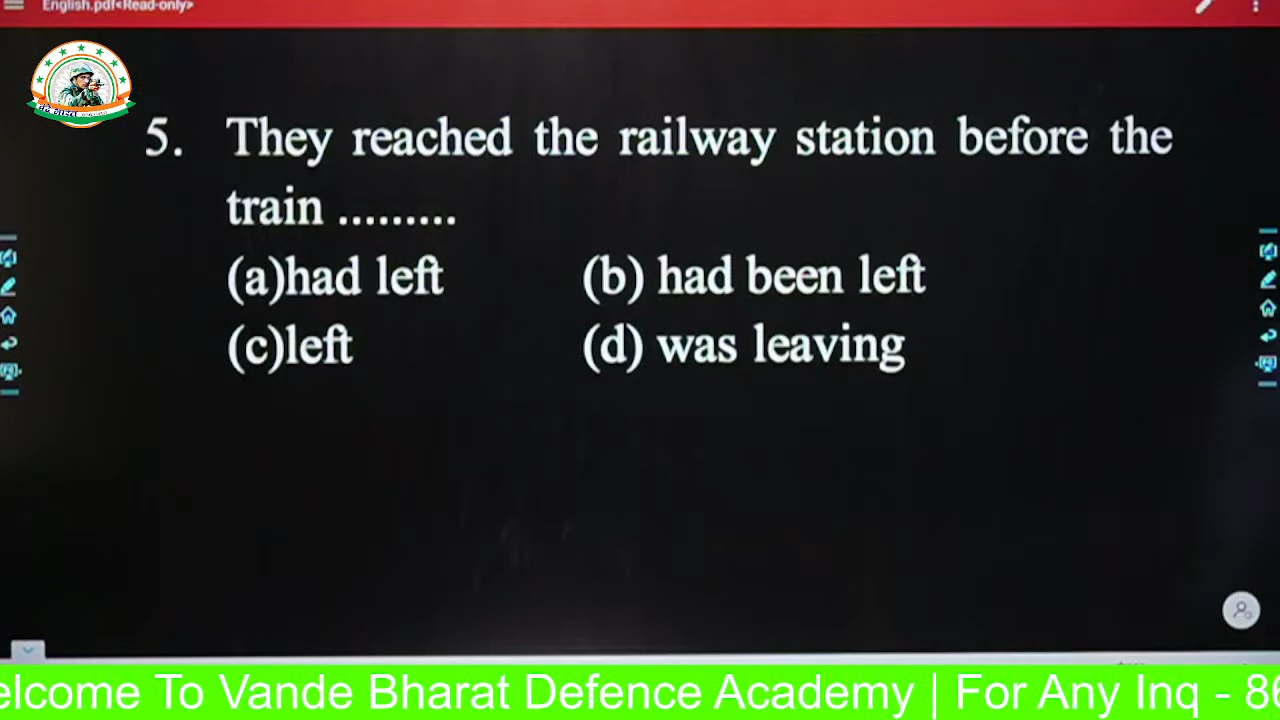 English.pdf<Read-only>
5. They reached the railway station before the
train .........
(a)had left (b) had been left
(c)left (d) was leaving
elcome To Vande Bharat Defence Academy | For Any Inq - 86